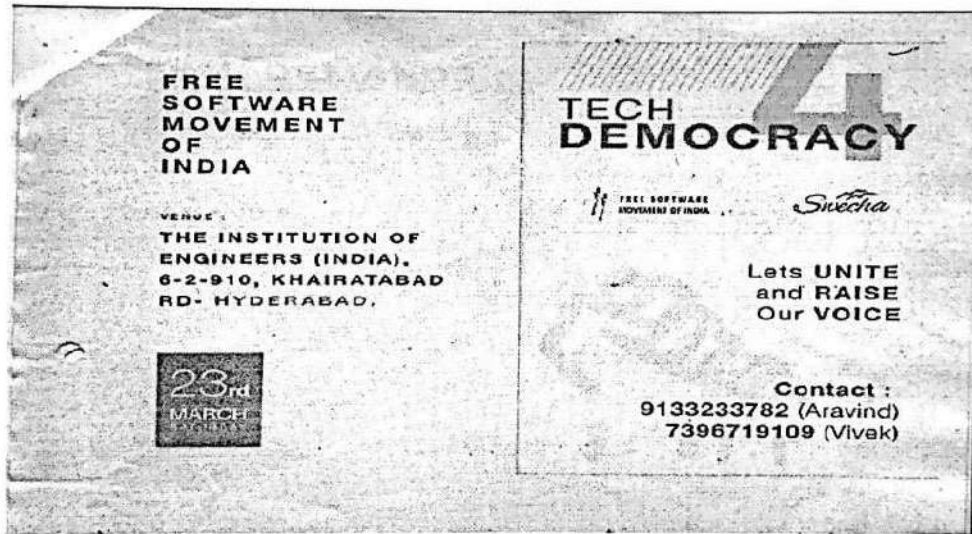 FREE
SOFTWARE
MOVEMENT
OF
INDIA
VENUE :
THE INSTITUTION OF
ENGINEERS (INDIA).
6-2-910, KHAIRATABAD
RD- HYDERABAD.
23rd
MARCH
SATURDAY
4
TECH
DEMOCRACY
FREE SOFTWARE
MOVEMENT OF INDIA
Swecha
Lets UNITE
and RAISE
Our VOICE
Contact :
9133233782 (Aravind)
7396719109 (Vivek)